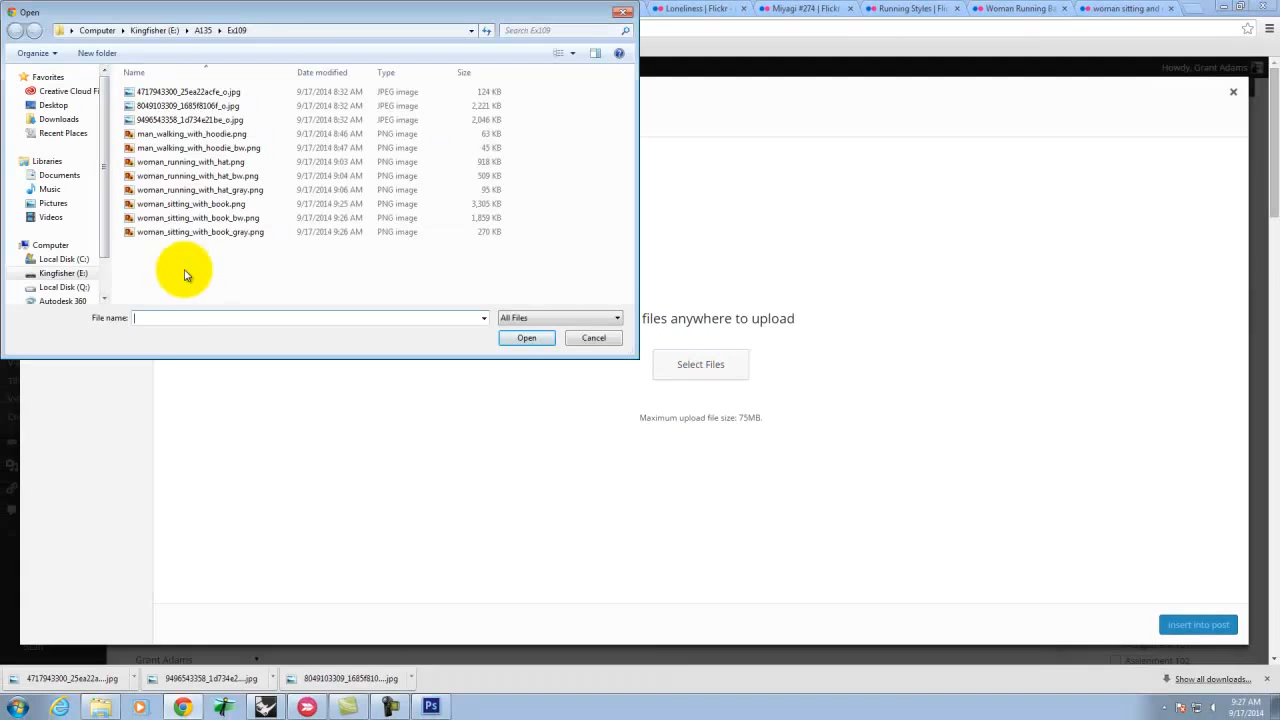 Open
Loneliness | Flickr -
Miyagi #274 | Flickr
Running Styles | Fli
Woman Running Ba
woman sitting and
Computer
Kingfisher (E:)
A135
Ex109
Search Ex109
Organize
New folder
Howdy, Grant Adams
Name
Date modified
Type
Size
Favorites
Creative Cloud Fi
Desktop
Downloads
Recent Places
Libraries
Documents
Music
Pictures
Videos
Computer
Local Disk (C:)
Kingfisher (E:)
Local Disk (Q:)
Autodesk 360
4717943300_25ea22acfe_o.jpg 9/17/2014 8:32 AM JPEG image 124 KB
8049103309_1685f8106f_o.jpg 9/17/2014 8:32 AM JPEG image 2,221 KB
9496543358_1d734e21be_o.jpg 9/17/2014 8:32 AM JPEG image 2,046 KB
man_walking_with_hoodie.png 9/17/2014 8:46 AM PNG image 63 KB
man_walking_with_hoodie_bw.png 9/17/2014 8:47 AM PNG image 45 KB
woman_running_with_hat.png 9/17/2014 9:03 AM PNG image 918 KB
woman_running_with_hat_bw.png 9/17/2014 9:04 AM PNG image 509 KB
woman_running_with_hat_gray.png 9/17/2014 9:06 AM PNG image 95 KB
woman_sitting_with_book.png 9/17/2014 9:25 AM PNG image 3,305 KB
woman_sitting_with_book_bw.png 9/17/2014 9:26 AM PNG image 1,859 KB
woman_sitting_with_book_gray.png 9/17/2014 9:26 AM PNG image 270 KB
File name:
All Files
Open
Cancel
files anywhere to upload
Select Files
Maximum upload file size: 75MB.
Insert into post
Grant Adams
Assignment 102
4717943300_25ea22a....jpg
9496543358_1d734e2....jpg
8049103309_1685f810....jpg
Show all downloads...
9:27 AM
9/17/2014